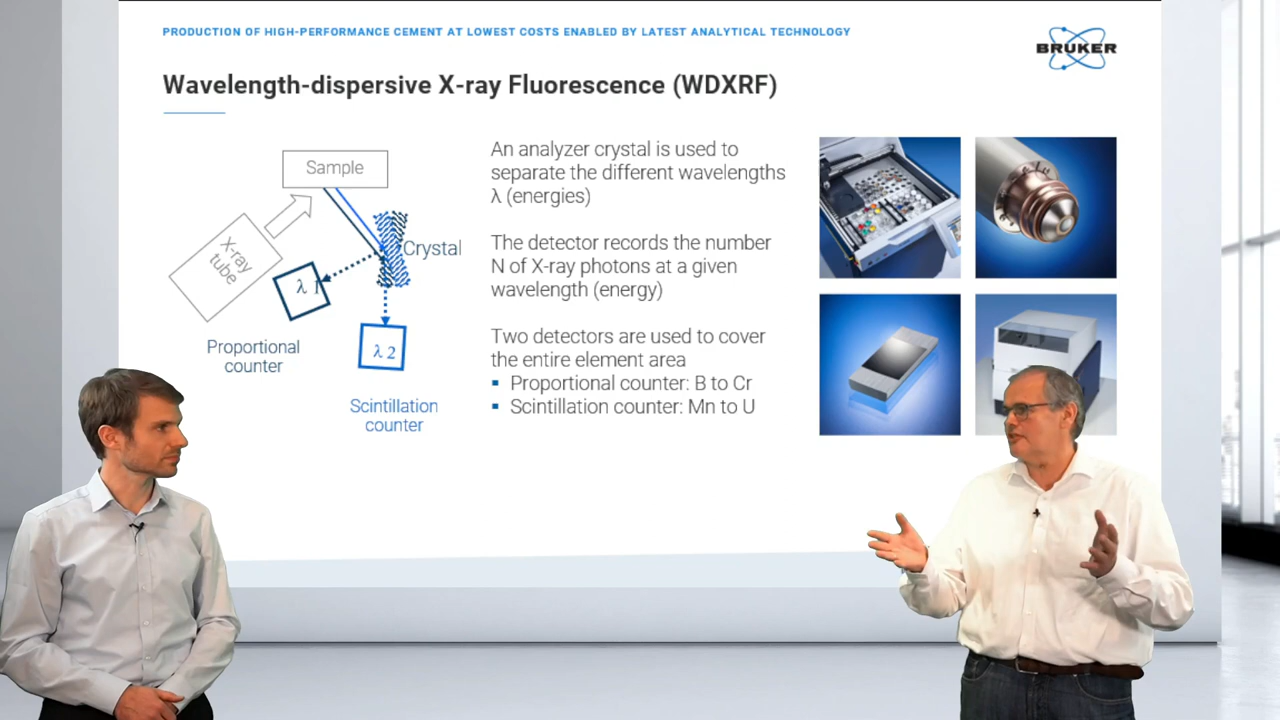 PRODUCTION OF HIGH-PERFORMANCE CEMENT AT LOWEST COSTS ENABLED BY LATEST ANALYTICAL TECHNOLOGY
BRUKER
Wavelength-dispersive X-ray Fluorescence (WDXRF)
Sample
X-ray
tube
Crystal
λ 1
λ 2
Proportional
counter
Scintillation
counter
An analyzer crystal is used to
separate the different wavelengths
λ (energies)
The detector records the number
N of X-ray photons at a given
wavelength (energy)
Two detectors are used to cover
the entire element area
▪ Proportional counter: B to Cr
▪ Scintillation counter: Mn to U